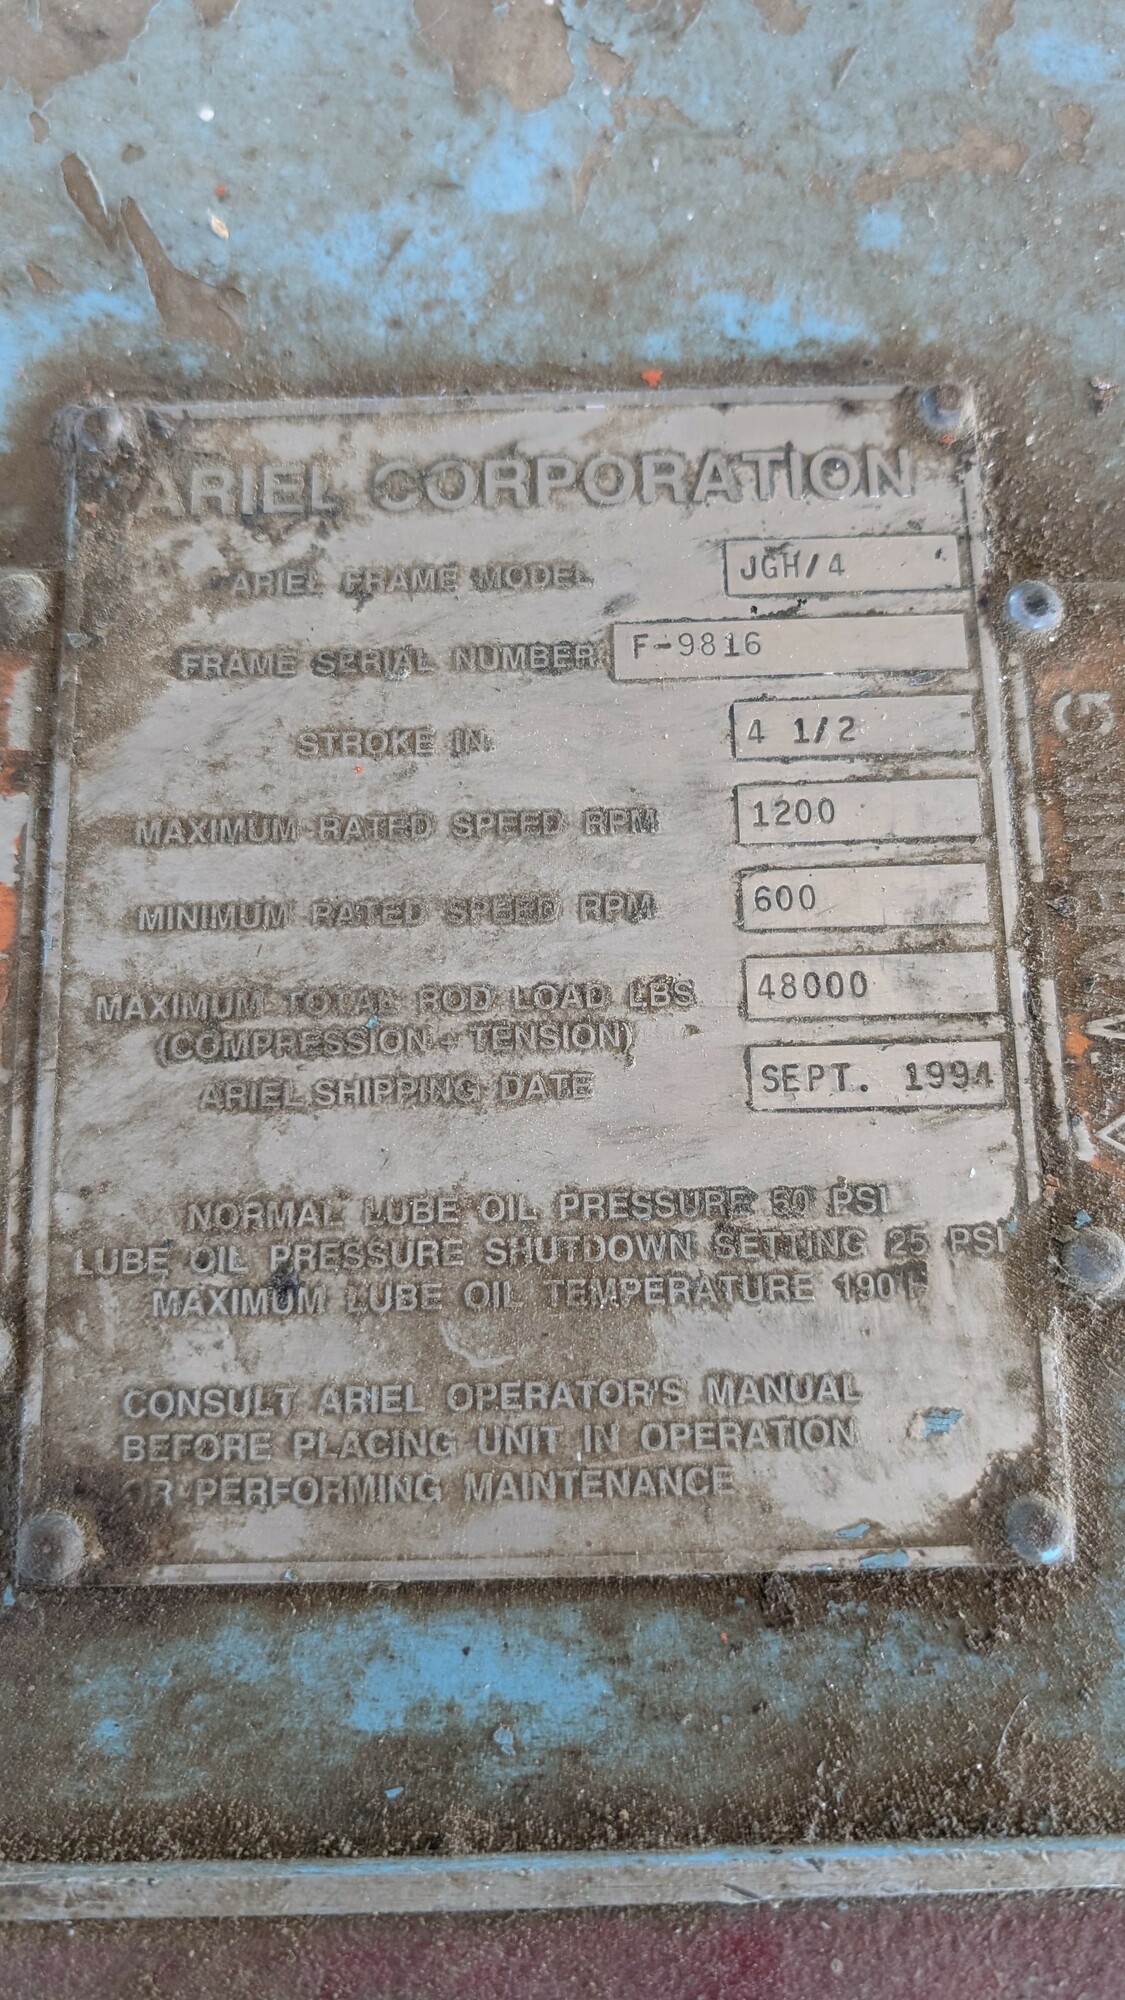 ARIEL CORPORATION
ARIEL FRAME MODEL JGH/4
FRAME SERIAL NUMBER F-9816
STROKE IN. 4 1/2
MAXIMUM RATED SPEED RPM 1200
MINIMUM RATED SPEED RPM 600
MAXIMUM TOTAL ROD LOAD LBS 48000
(COMPRESSION + TENSION)
ARIEL SHIPPING DATE SEPT. 1994
NORMAL LUBE OIL PRESSURE 50 PSI
LUBE OIL PRESSURE SHUTDOWN SETTING 25 PSI
MAXIMUM LUBE OIL TEMPERATURE 190 F
CONSULT ARIEL OPERATOR'S MANUAL
BEFORE PLACING UNIT IN OPERATION
OR PERFORMING MAINTENANCE